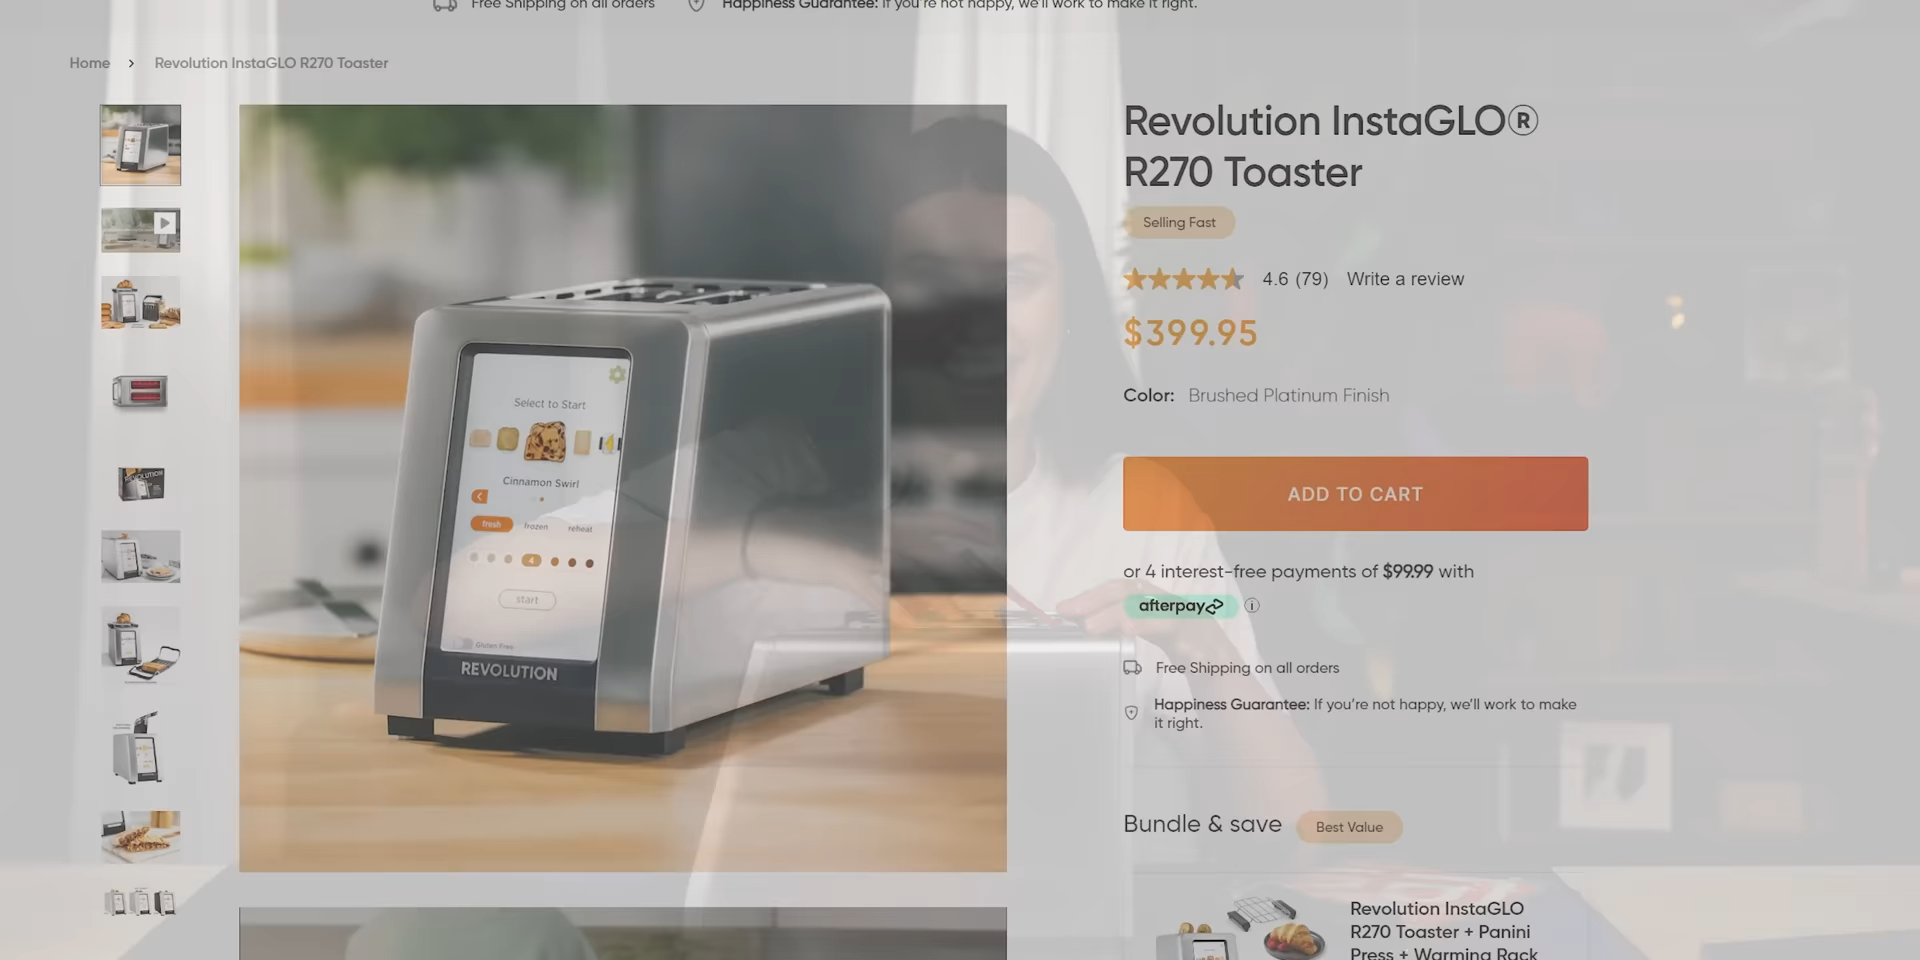 Free Shipping on all orders
Happiness Guarantee: If you're not happy, we'll work to make it right.
Home > Revolution InstaGLO R270 Toaster
Revolution InstaGLO®
R270 Toaster
Selling Fast
4.6 (79) Write a review
$399.95
Color: Brushed Platinum Finish
ADD TO CART
or 4 interest-free payments of $99.99 with
afterpay
Free Shipping on all orders
Happiness Guarantee: If you're not happy, we'll work to make
it right.
Bundle & save
Best Value
Revolution InstaGLO
R270 Toaster + Panini
Press + Warming Rack
Select to Start
Cinnamon Swirl
fresh frozen reheat
4
start
Gluten Free
REVOLUTION
REVOLUTION